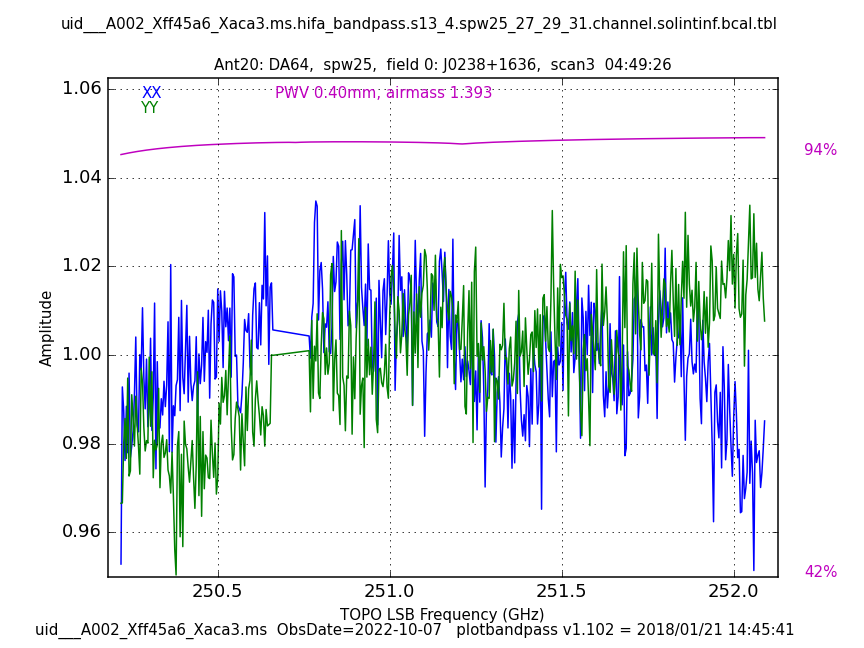 uid___A002_Xff45a6_Xaca3.ms.hifa_bandpass.s13_4.spw25_27_29_31.channel.solintinf.bcal.tbl
Ant20: DA64, spw25, field 0: J0238+1636, scan3 04:49:26
XX
YY
PWV 0.40mm, airmass 1.393
1.06
1.04
1.02
1.00
0.98
0.96
Amplitude
94%
42%
250.5 251.0 251.5 252.0
TOPO LSB Frequency (GHz)
uid___A002_Xff45a6_Xaca3.ms ObsDate=2022-10-07 plotbandpass v1.102 = 2018/01/21 14:45:41